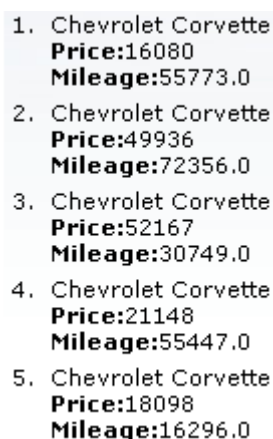 1. Chevrolet Corvette
Price:16080
Mileage:55773.0
2. Chevrolet Corvette
Price:49936
Mileage:72356.0
3. Chevrolet Corvette
Price:52167
Mileage:30749.0
4. Chevrolet Corvette
Price:21148
Mileage:55447.0
5. Chevrolet Corvette
Price:18098
Mileage:16296.0